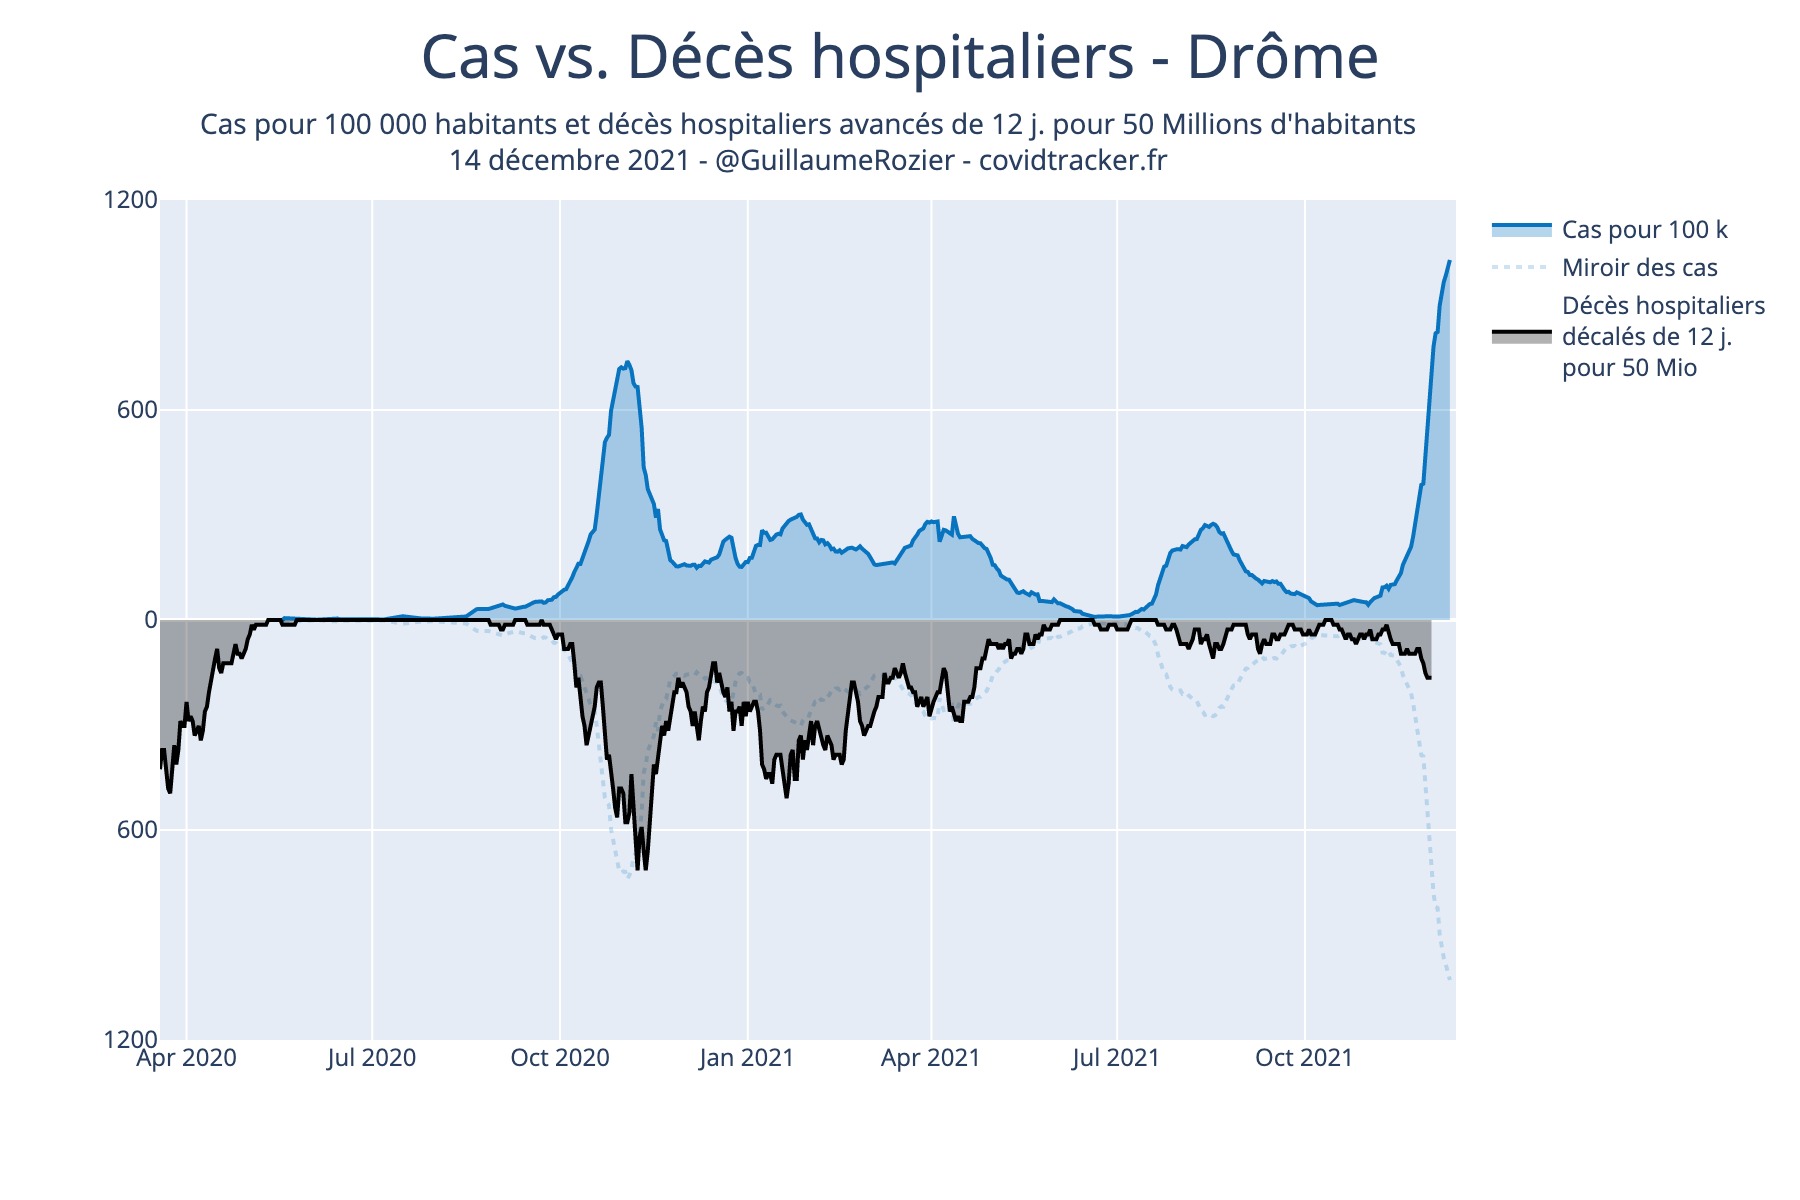 Cas vs. Décès hospitaliers - Drôme
Cas pour 100 000 habitants et décès hospitaliers avancés de 12 j. pour 50 Millions d'habitants
14 décembre 2021 - @GuillaumeRozier - covidtracker.fr
1200
600
0
600
1200
Apr 2020
Jul 2020
Oct 2020
Jan 2021
Apr 2021
Jul 2021
Oct 2021
Cas pour 100 k
Miroir des cas
Décès hospitaliers
décalés de 12 j.
pour 50 Mio